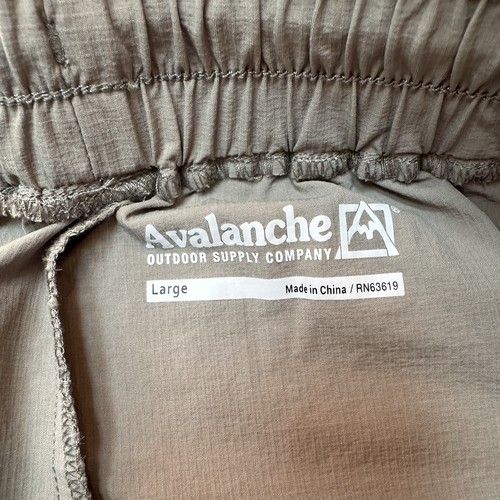 Avalanche
OUTDOOR SUPPLY COMPANY
Large Made in China / RN63619